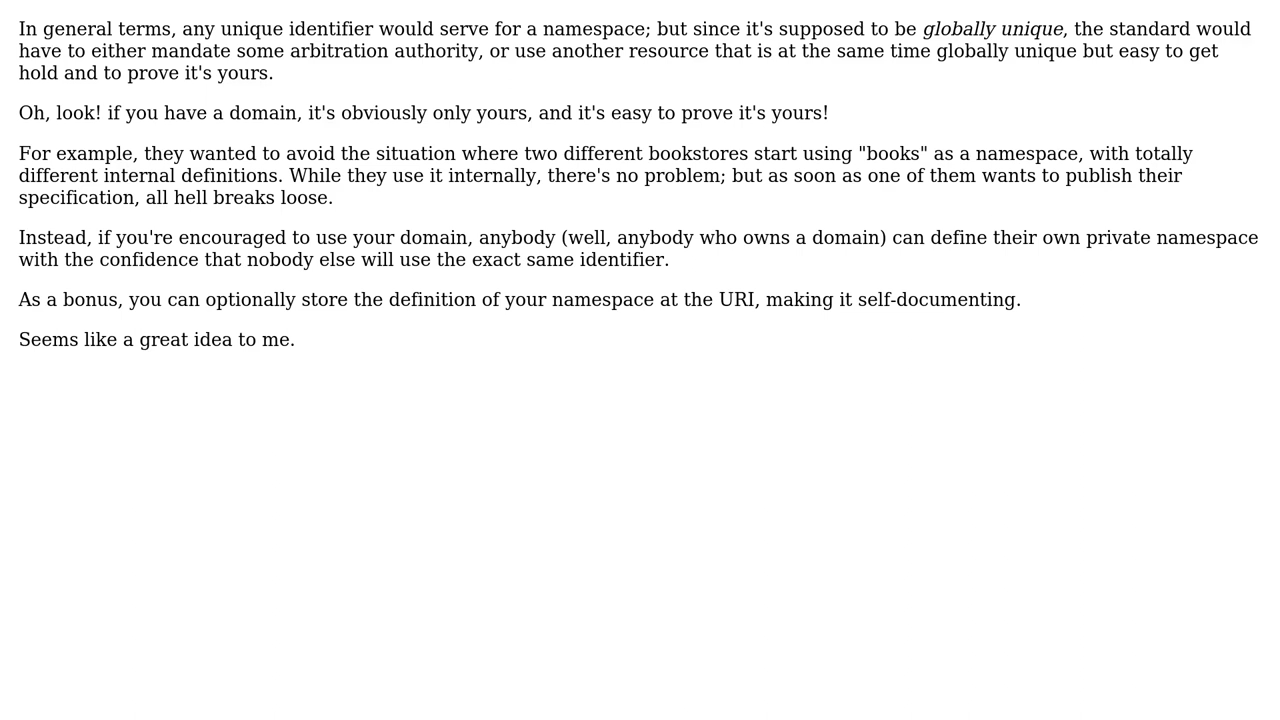 In general terms, any unique identifier would serve for a namespace; but since it's supposed to be globally unique, the standard would
have to either mandate some arbitration authority, or use another resource that is at the same time globally unique but easy to get
hold and to prove it's yours.
Oh, look! if you have a domain, it's obviously only yours, and it's easy to prove it's yours!
For example, they wanted to avoid the situation where two different bookstores start using "books" as a namespace, with totally
different internal definitions. While they use it internally, there's no problem; but as soon as one of them wants to publish their
specification, all hell breaks loose.
Instead, if you're encouraged to use your domain, anybody (well, anybody who owns a domain) can define their own private namespace
with the confidence that nobody else will use the exact same identifier.
As a bonus, you can optionally store the definition of your namespace at the URI, making it self-documenting.
Seems like a great idea to me.